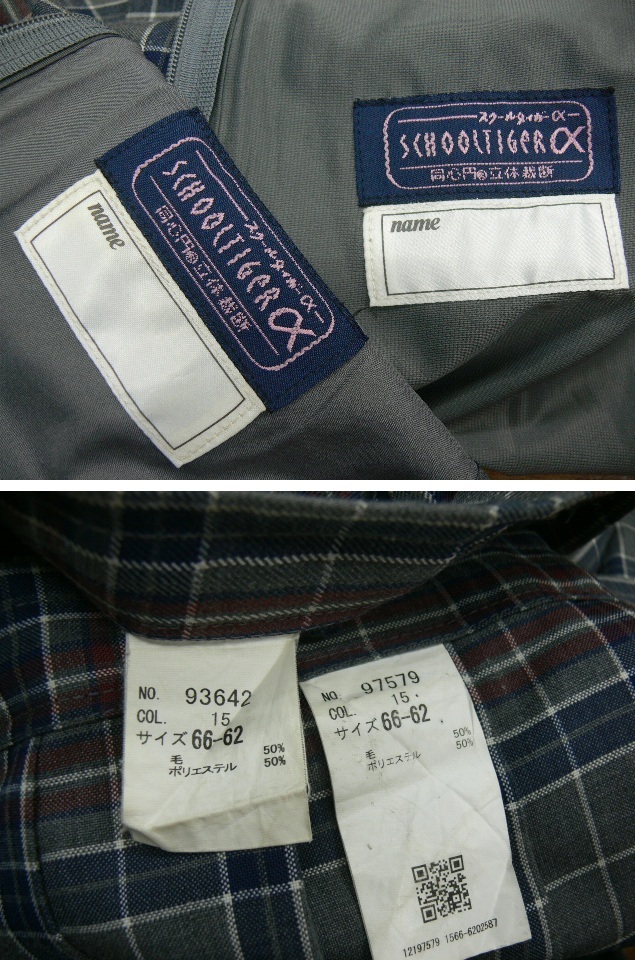 スクールタイガーα
SCHOOLTIGER α
同心円の立体裁断
name
スクールタイガーα
SCHOOLTIGER α
同心円の立体裁断
name
NO. 93642
COL. 15
サイズ 66-62
毛 50%
ポリエステル 50%
NO. 97579
COL. 15
サイズ 66-62
毛 50%
ポリエステル 50%
12197579 1566-6202587